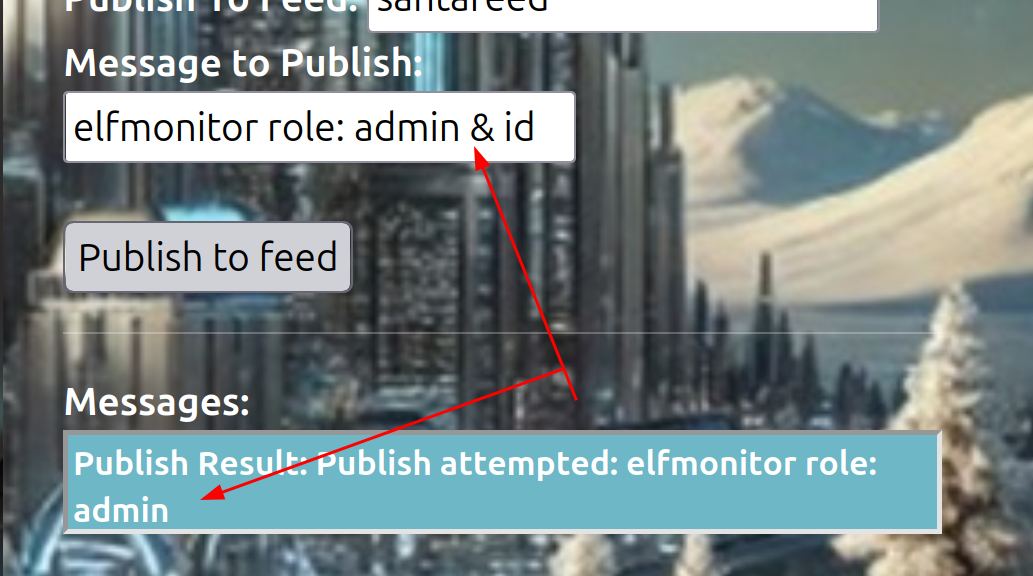 Publish To Feed: santafeed
Message to Publish:
elfmonitor role: admin & id
Publish to feed
Messages:
Publish Result: Publish attempted: elfmonitor role:
admin